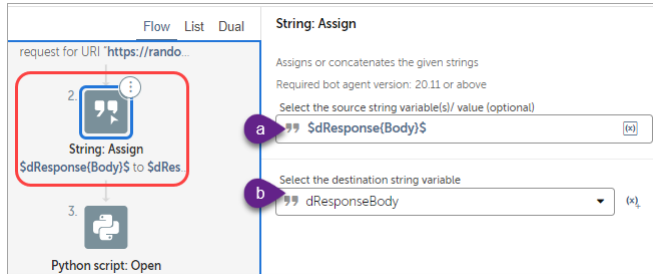 Flow List Dual
request for URI "https://rando...
2.
String: Assign
$dResponse{Body}$ to $dRes...
3.
Python script: Open
String: Assign
Assigns or concatenates the given strings
Required bot agent version: 20.11 or above
Select the source string variable(s)/ value (optional)
a
$dResponse{Body}$
(x)
Select the destination string variable
b
dResponseBody
(x)